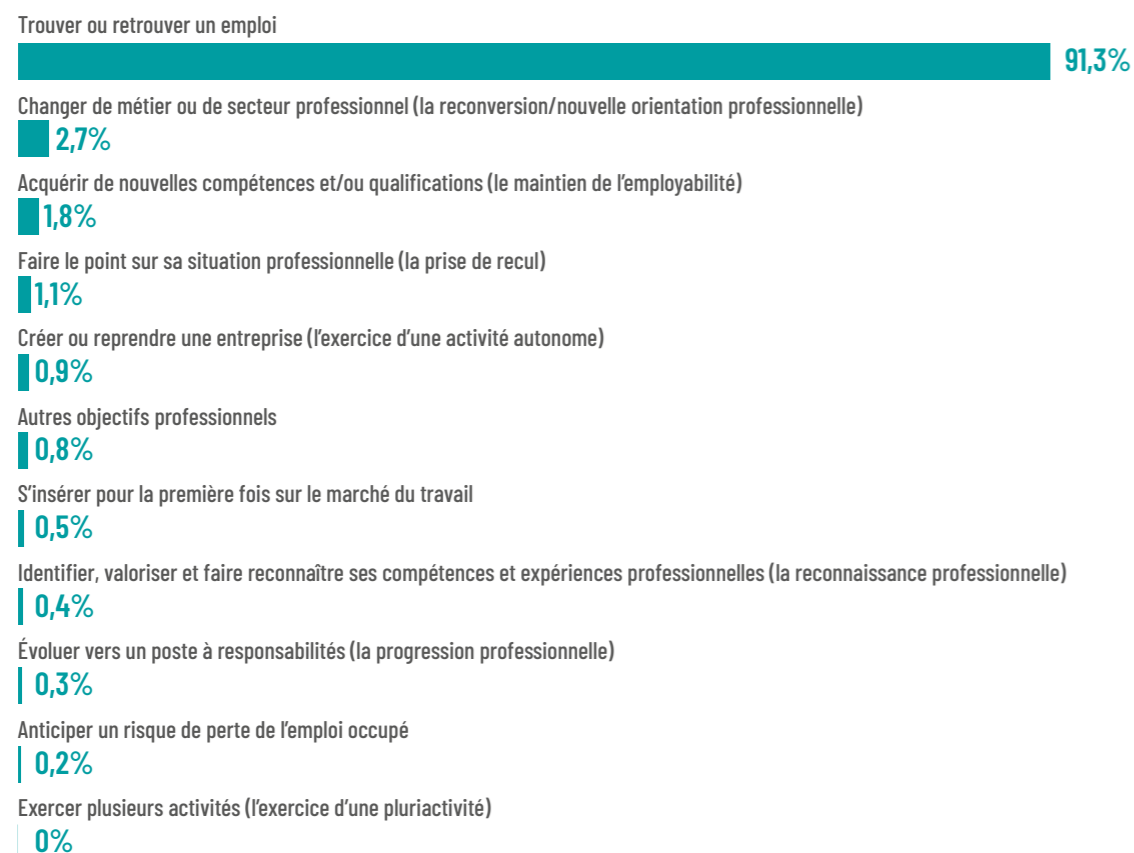 Trouver ou retrouver un emploi
91,3%
Changer de métier ou de secteur professionnel (la reconversion/nouvelle orientation professionnelle)
2,7%
Acquérir de nouvelles compétences et/ou qualifications (le maintien de l’employabilité)
1,8%
Faire le point sur sa situation professionnelle (la prise de recul)
1,1%
Créer ou reprendre une entreprise (l’exercice d’une activité autonome)
0,9%
Autres objectifs professionnels
0,8%
S’insérer pour la première fois sur le marché du travail
0,5%
Identifier, valoriser et faire reconnaître ses compétences et expériences professionnelles (la reconnaissance professionnelle)
0,4%
Évoluer vers un poste à responsabilités (la progression professionnelle)
0,3%
Anticiper un risque de perte de l’emploi occupé
0,2%
Exercer plusieurs activités (l’exercice d’une pluriactivité)
0%